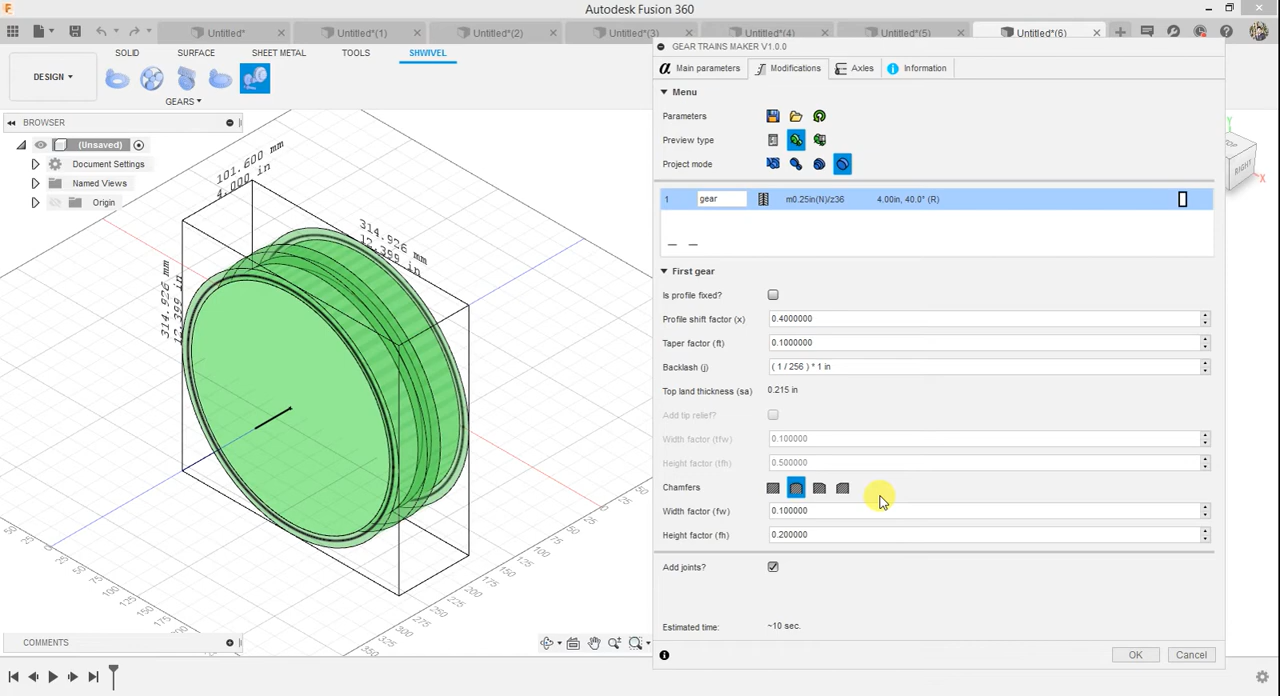 Autodesk Fusion 360
Untitled*
Untitled*(1)
Untitled*(2)
Untitled*(3)
Untitled*(4)
Untitled*(5)
Untitled*(6)
SOLID
SURFACE
SHEET METAL
TOOLS
SHWIVEL
DESIGN
GEARS
BROWSER
(Unsaved)
Document Settings
Named Views
Origin
101.600 mm
4.000 in
314.926 mm
12.399 in
314.926 mm
12.399 in
RIGHT
GEAR TRAINS MAKER V1.0.0
Main parameters
Modifications
Axles
Information
Menu
Parameters
Preview type
Project mode
1 gear m0.25in(N)/z36 4.00in, 40.0° (R)
First gear
Is profile fixed?
Profile shift factor (x) 0.4000000
Taper factor (ft) 0.1000000
Backlash (j) ( 1 / 256 ) * 1 in
Top land thickness (sa) 0.215 in
Add tip relief?
Width factor (tfw) 0.100000
Height factor (tfh) 0.500000
Chamfers
Width factor (fw) 0.100000
Height factor (fh) 0.200000
Add joints?
Estimated time: ~10 sec.
OK Cancel
COMMENTS